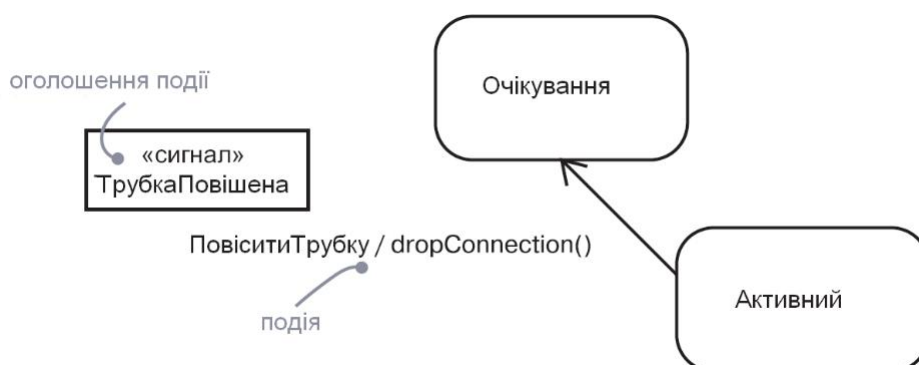 оголошення події
«сигнал»
ТрубкаПовішена
Очікування
ПовіситиТрубку / dropConnection()
подія
Активний